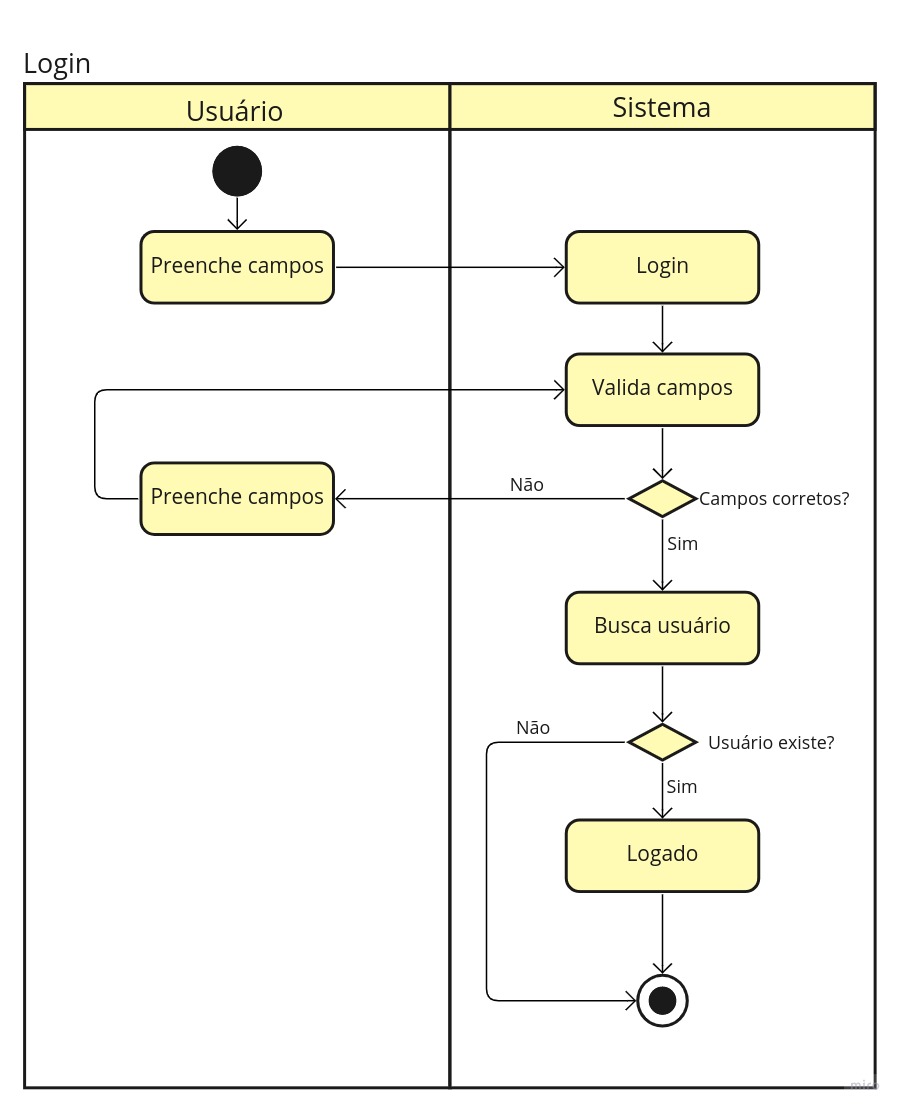 Login
Usuário
Sistema
Preenche campos
Login
Valida campos
Preenche campos
Não
Campos corretos?
Sim
Busca usuário
Não
Usuário existe?
Sim
Logado
miro